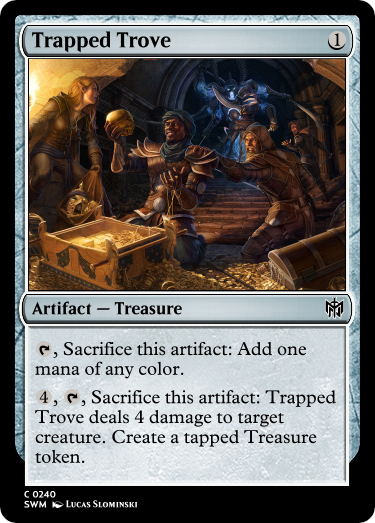 Trapped Trove 1
Artifact — Treasure
, Sacrifice this artifact: Add one
mana of any color.
4, , Sacrifice this artifact: Trapped
Trove deals 4 damage to target
creature. Create a tapped Treasure
token.
C 0240
SWM Lucas Slominski